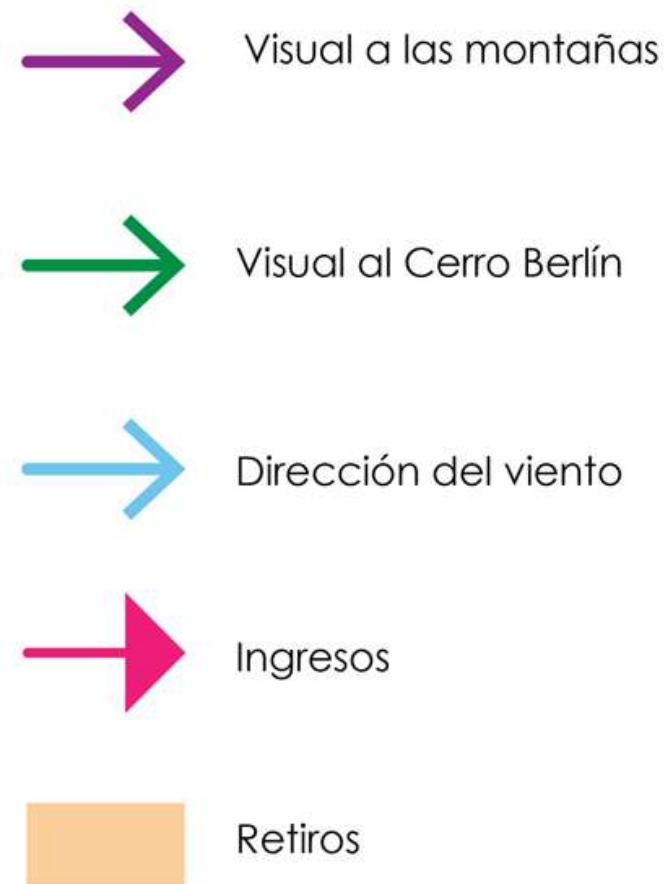 Visual a las montañas
Visual al Cerro Berlín
Dirección del viento
Ingresos
Retiros